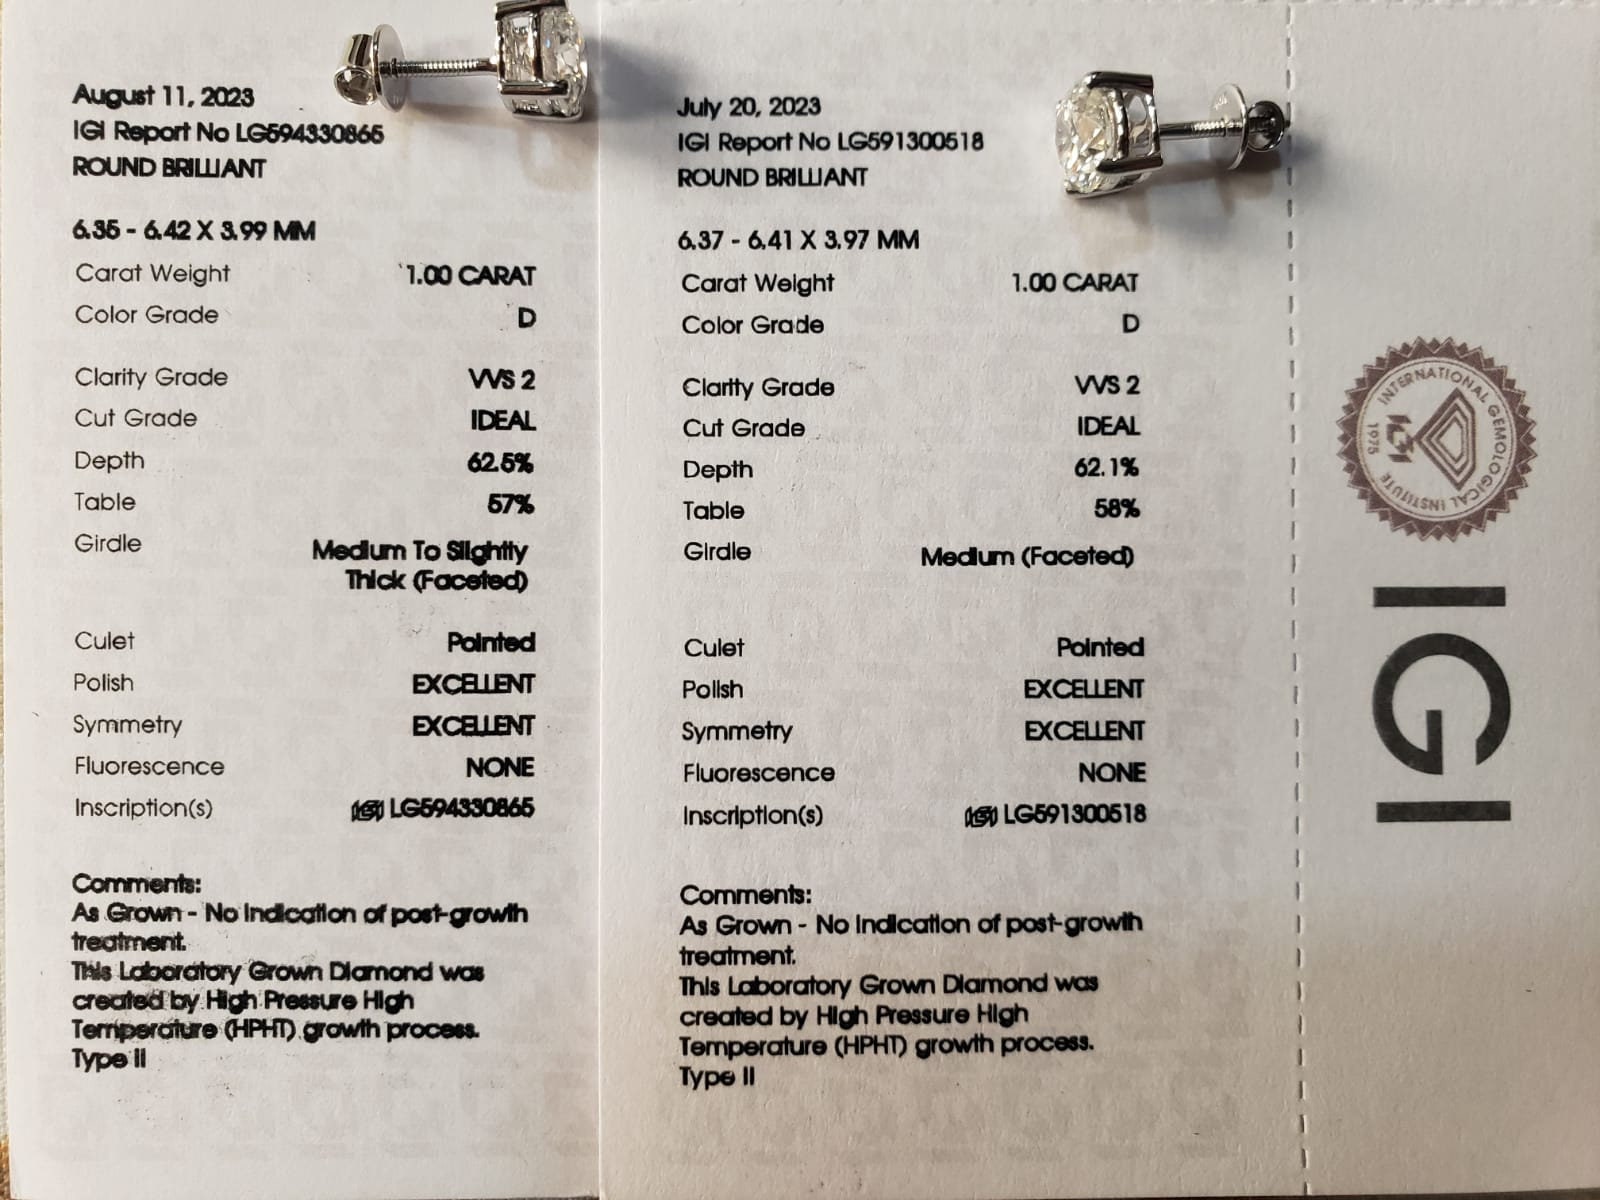 August 11, 2023
IGI Report No LG594330865
ROUND BRILLIANT
6.35 - 6.42 X 3.99 MM
Carat Weight 1.00 CARAT
Color Grade D
Clarity Grade VVS 2
Cut Grade IDEAL
Depth 62.5%
Table 57%
Girdle Medium To Slightly
Thick (Faceted)
Culet Pointed
Polish EXCELLENT
Symmetry EXCELLENT
Fluorescence NONE
Inscription(s) IGI LG594330865
Comments:
As Grown - No indication of post-growth
treatment.
This Laboratory Grown Diamond was
created by High Pressure High
Temperature (HPHT) growth process.
Type II
July 20, 2023
IGI Report No LG591300518
ROUND BRILLIANT
6.37 - 6.41 X 3.97 MM
Carat Weight 1.00 CARAT
Color Grade D
Clarity Grade VVS 2
Cut Grade IDEAL
Depth 62.1%
Table 58%
Girdle Medium (Faceted)
Culet Pointed
Polish EXCELLENT
Symmetry EXCELLENT
Fluorescence NONE
Inscription(s) IGI LG591300518
Comments:
As Grown - No indication of post-growth
treatment.
This Laboratory Grown Diamond was
created by High Pressure High
Temperature (HPHT) growth process.
Type II
INTERNATIONAL GEMOLOGICAL INSTITUTE
IGI
1975
IGI